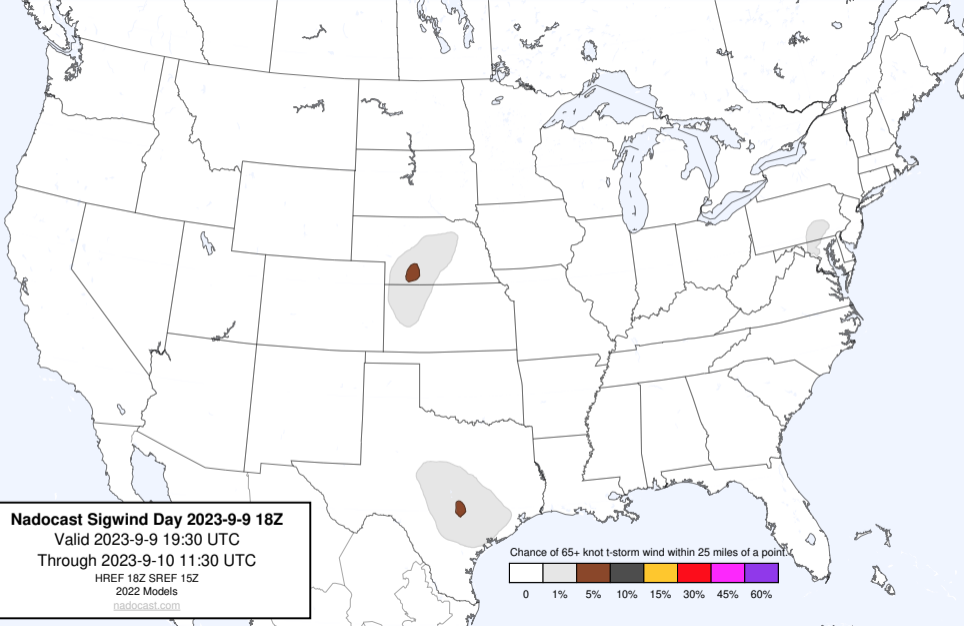 Nadocast Sigwind Day 2023-9-9 18Z
Valid 2023-9-9 19:30 UTC
Through 2023-9-10 11:30 UTC
HREF 18Z SREF 15Z
2022 Models
nadocast.com
Chance of 65+ knot t-storm wind within 25 miles of a point.
0 1% 5% 10% 15% 30% 45% 60%